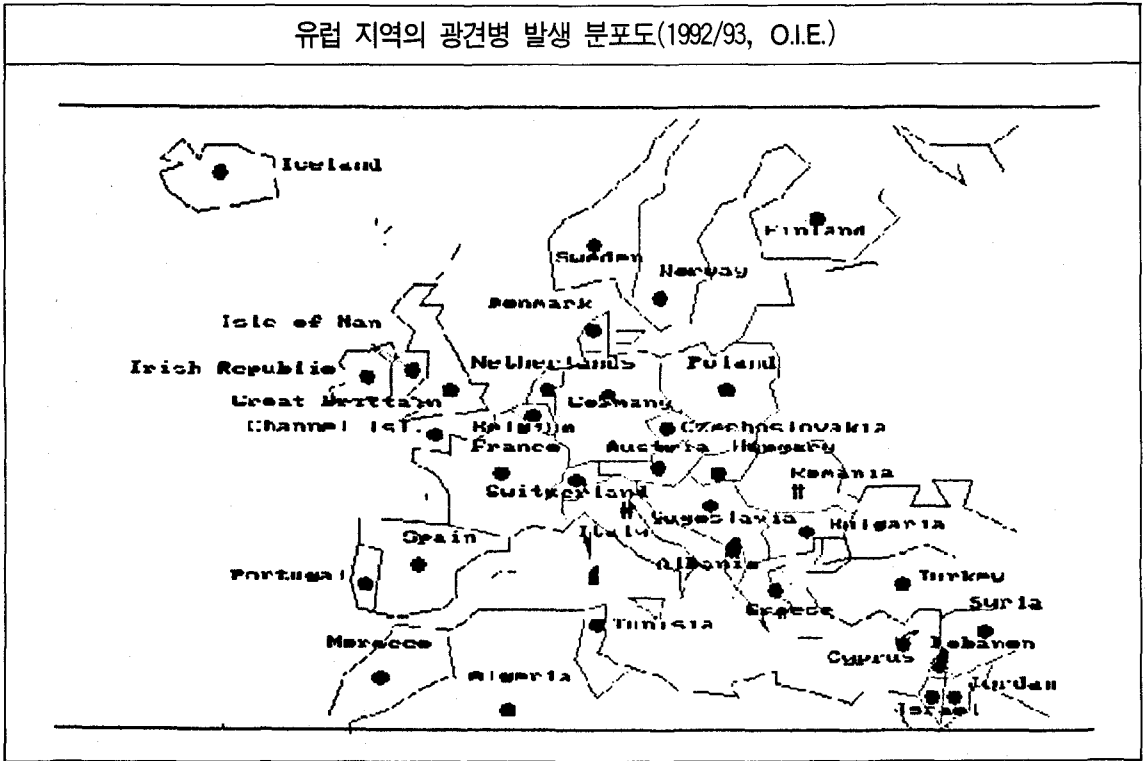 유럽 지역의 광견병 발생 분포도(1992/93, O.I.E.)
Iceland
Finland
Sweden
Norway
Denmark
Isle of Man
Irish Republic
Netherlands
Poland
Great Brittain
Germany
Channel Isl.
Belgium
Czechoslovakia
France
Austria
Hungary
Romania
Switzerland
Yugoslavia
Bulgaria
Spain
Italy
Albania
Portugal
Turkey
Greece
Syria
Tunisia
Morocco
Lebanon
Cyprus
Algeria
Jordan
Israel